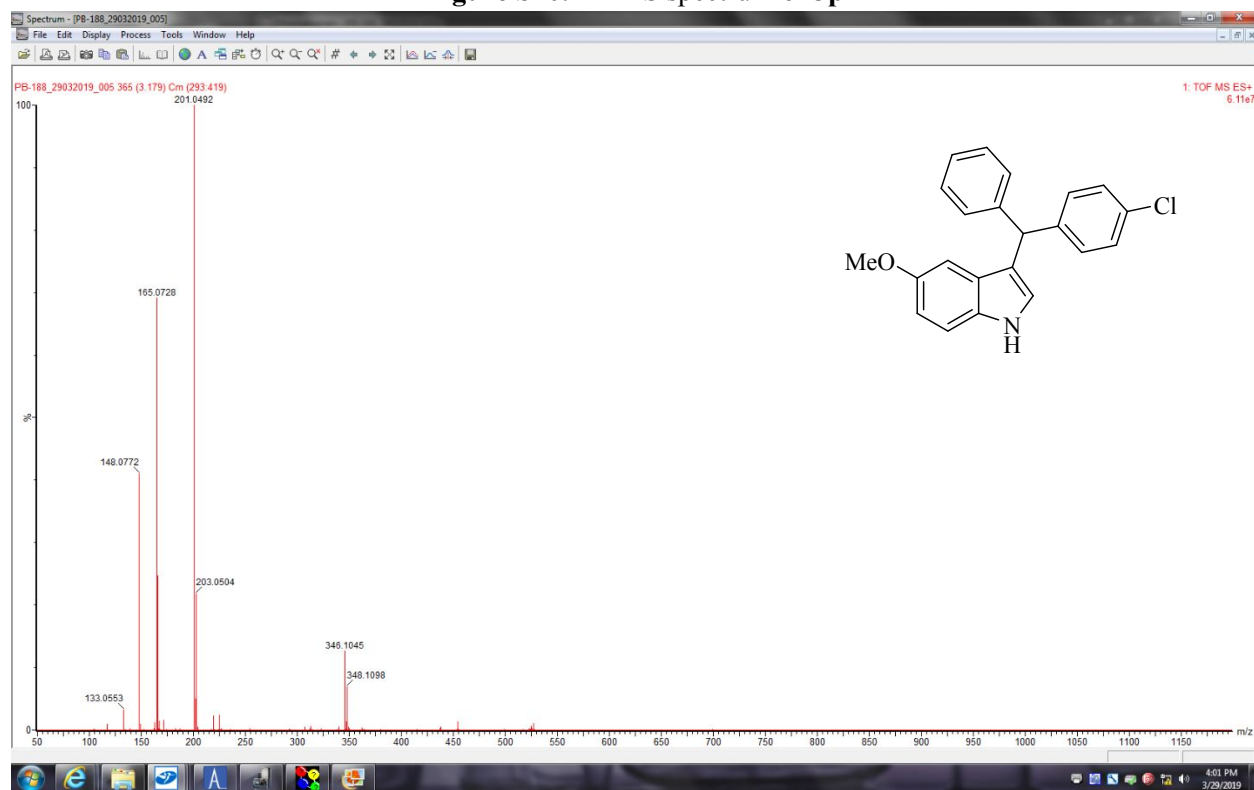 Spectrum - [PB-188_29032019_005]
File Edit Display Process Tools Window Help
PB-188_29032019_005 365 (3.179) Cm (293.419)
1: TOF MS ES+
6.11e7
100
201.0492
165.0728
%
148.0772
203.0504
346.1045
348.1098
133.0553
0
50 100 150 200 250 300 350 400 450 500 550 600 650 700 750 800 850 900 950 1000 1050 1100 1150
m/z
Cl
MeO
N
H
4:01 PM
3/29/2019